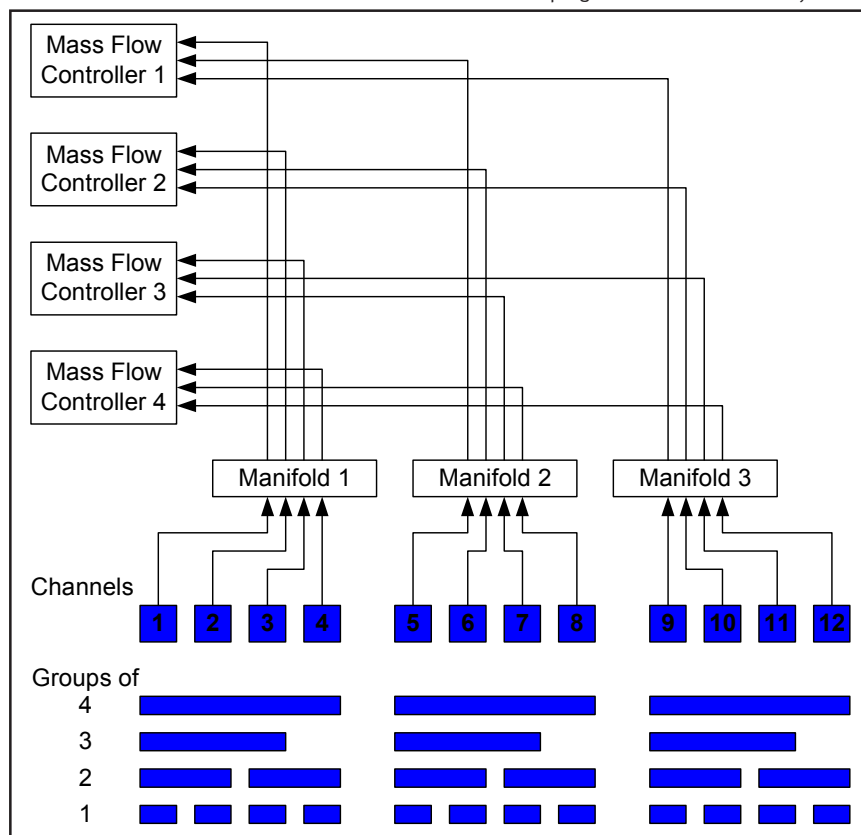 Mass Flow
Controller 1
Mass Flow
Controller 2
Mass Flow
Controller 3
Mass Flow
Controller 4
Manifold 1 Manifold 2 Manifold 3
Channels
1 2 3 4 5 6 7 8 9 10 11 12
Groups of
4
3
2
1